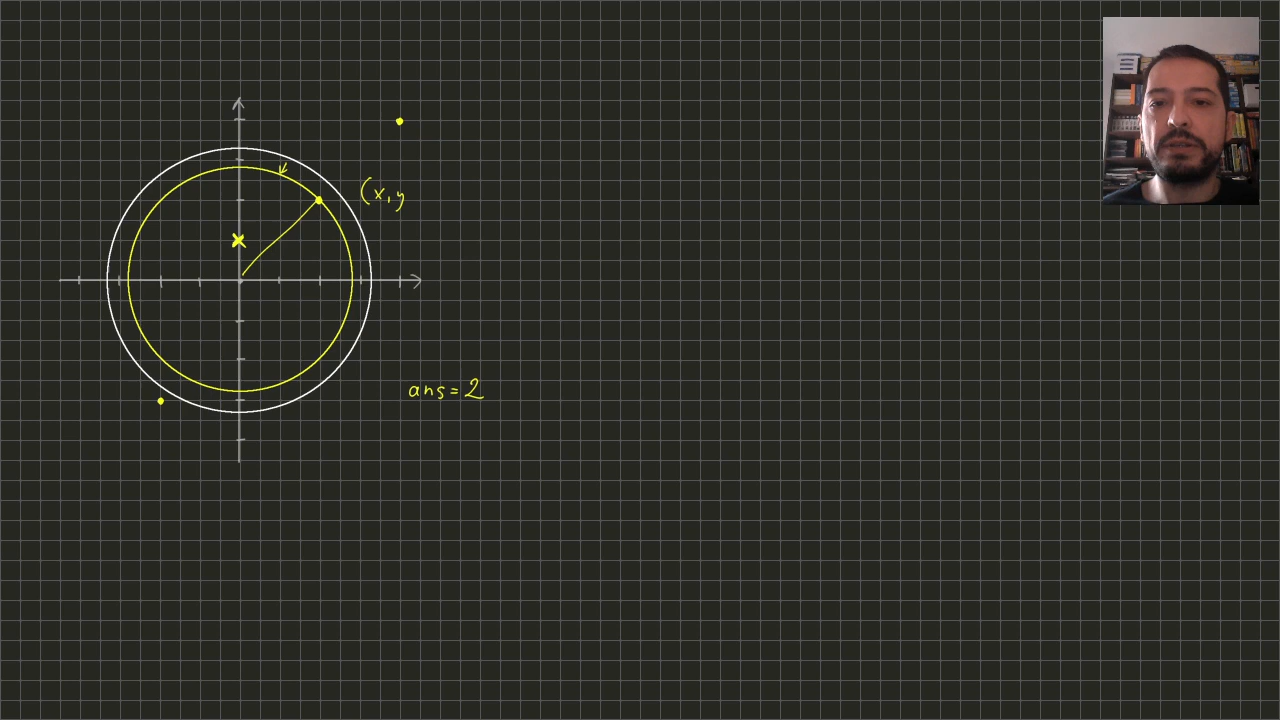 (x, y
ans = 2